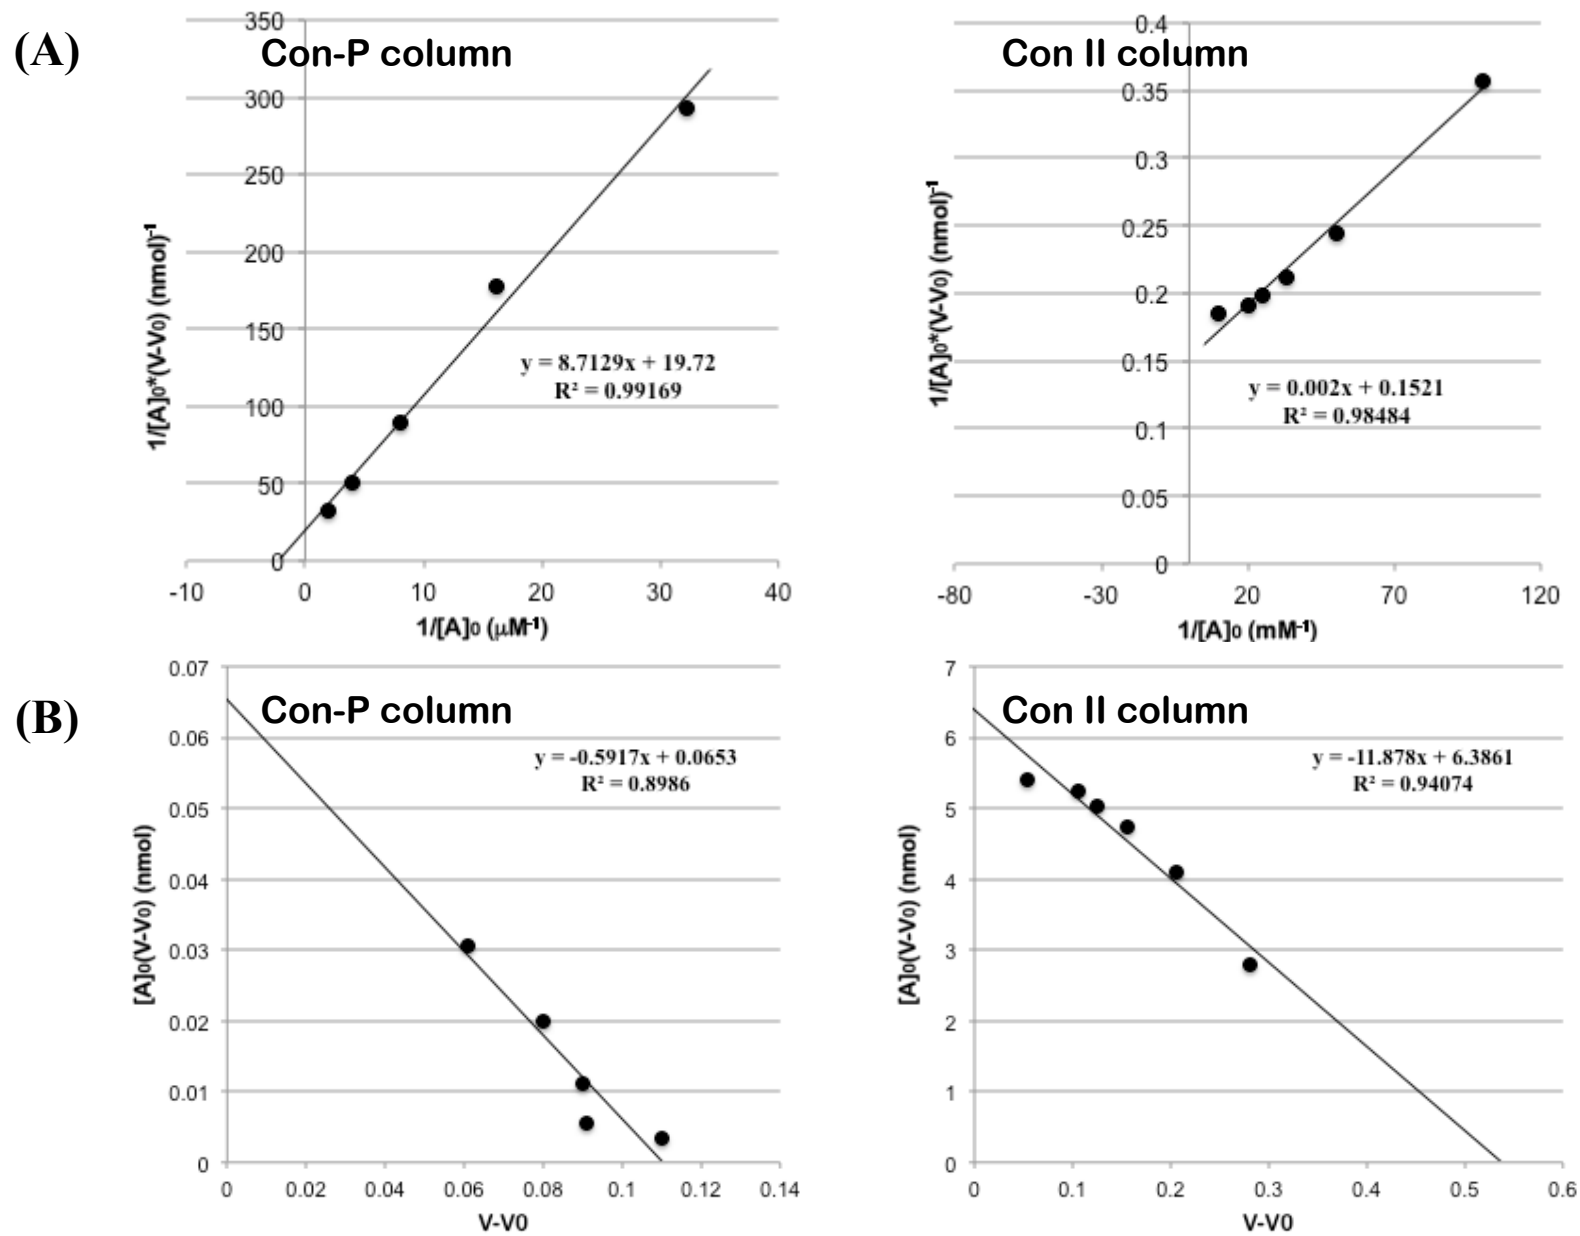 (A)
Con-P column
350
300
250
200
150
100
50
0
-10
0
10
20
30
40
1/[A]0*(V-V0) (nmol)-1
1/[A]0 (μM-1)
y = 8.7129x + 19.72
R² = 0.99169
Con II column
0.4
0.35
0.3
0.25
0.2
0.15
0.1
0.05
0
-80
-30
20
70
120
1/[A]0*(V-V0) (nmol)-1
1/[A]0 (mM-1)
y = 0.002x + 0.1521
R² = 0.98484
(B)
Con-P column
0.07
0.06
0.05
0.04
0.03
0.02
0.01
0
0
0.02
0.04
0.06
0.08
0.1
0.12
0.14
[A]0(V-V0) (nmol)
V-V0
y = -0.5917x + 0.0653
R² = 0.8986
Con II column
7
6
5
4
3
2
1
0
0
0.1
0.2
0.3
0.4
0.5
0.6
[A]0(V-V0) (nmol)
V-V0
y = -11.878x + 6.3861
R² = 0.94074